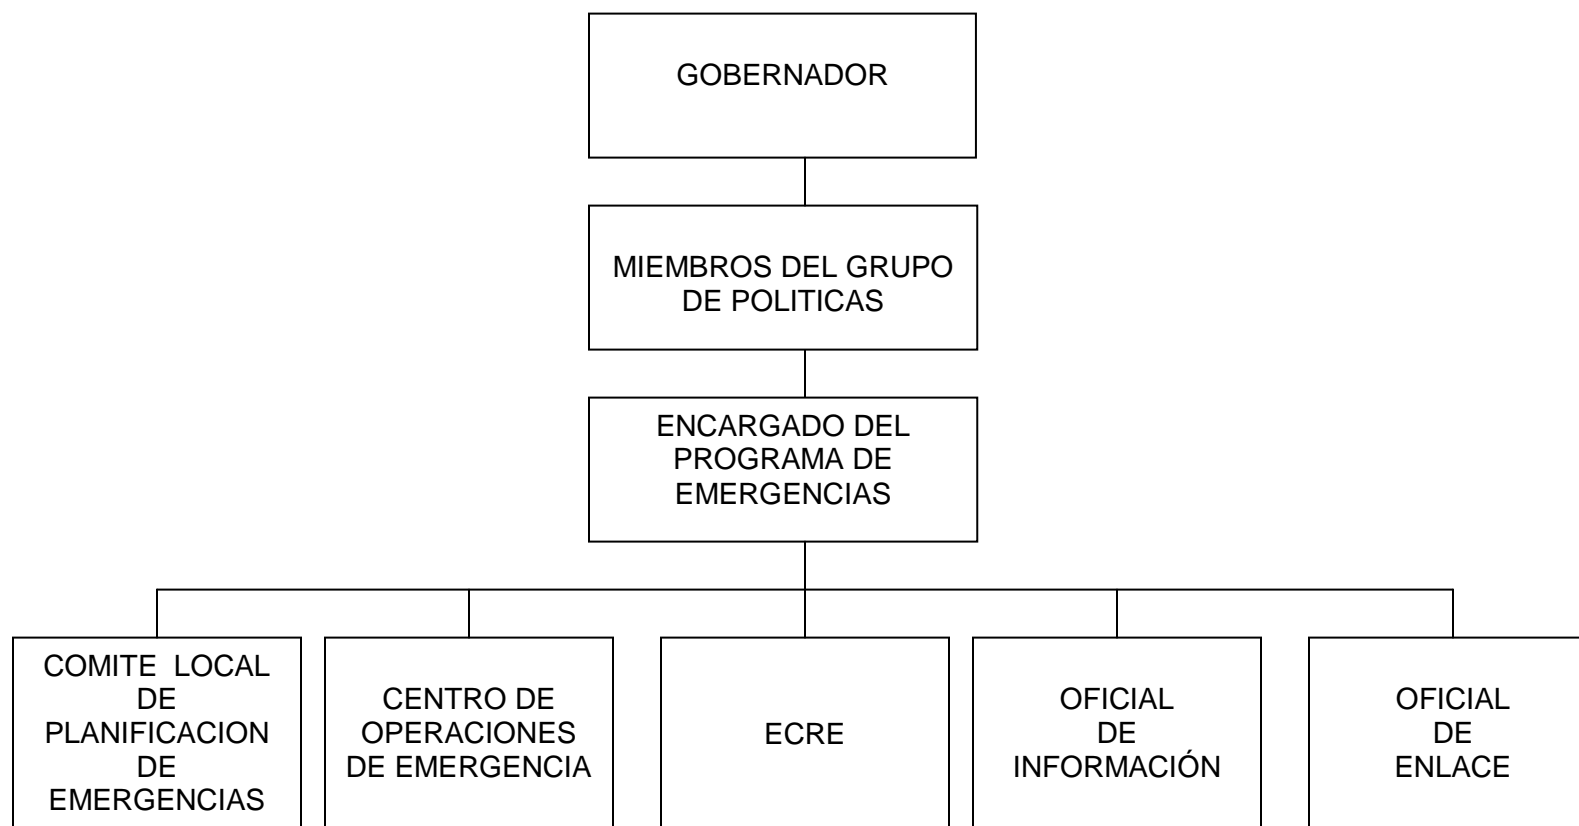 GOBERNADOR
MIEMBROS DEL GRUPO
DE POLITICAS
ENCARGADO DEL
PROGRAMA DE
EMERGENCIAS
COMITE LOCAL
DE
PLANIFICACION
DE
EMERGENCIAS
CENTRO DE
OPERACIONES
DE EMERGENCIA
ECRE
OFICIAL
DE
INFORMACIÓN
OFICIAL
DE
ENLACE